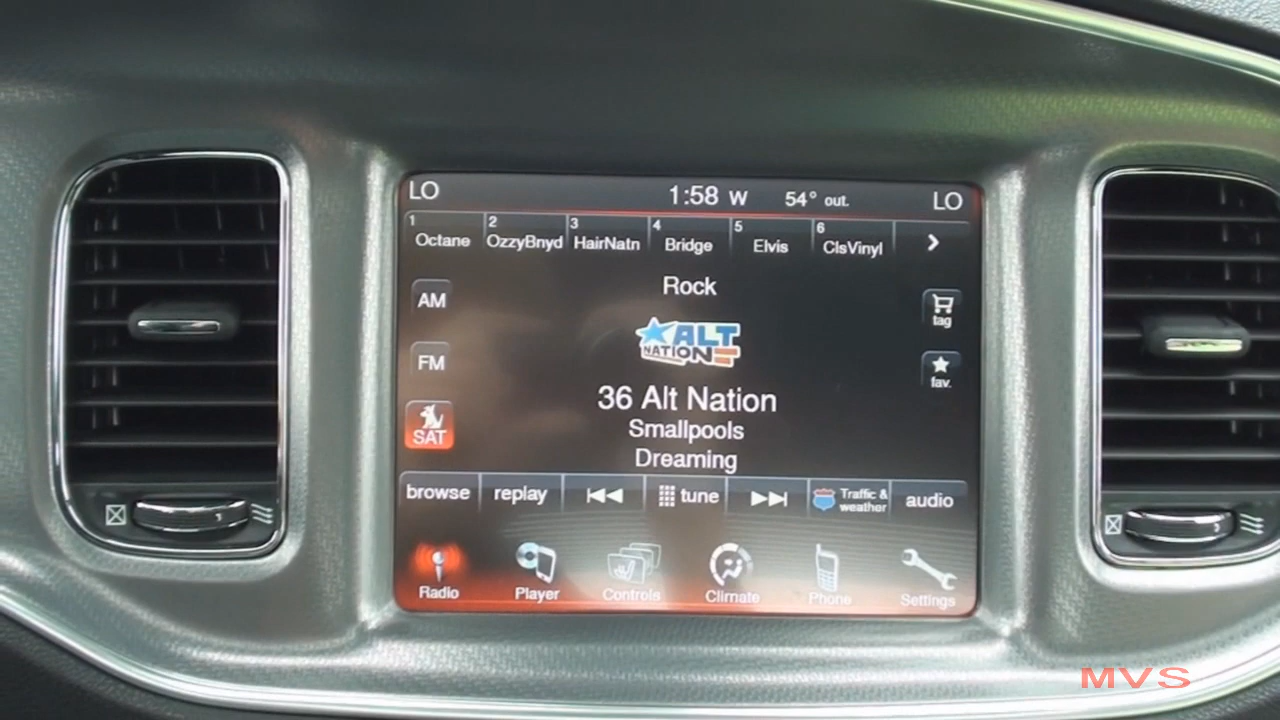 LO 1:58 W 54° out. LO
1 Octane 2 OzzyBnyd 3 HairNatn 4 Bridge 5 Elvis 6 ClsVinyl
Rock
AM
tag
ALT
NATION
FM
fav.
36 Alt Nation
SAT
Smallpools
Dreaming
browse replay tune Traffic & weather audio
Radio Player Controls Climate Phone Settings
MVS